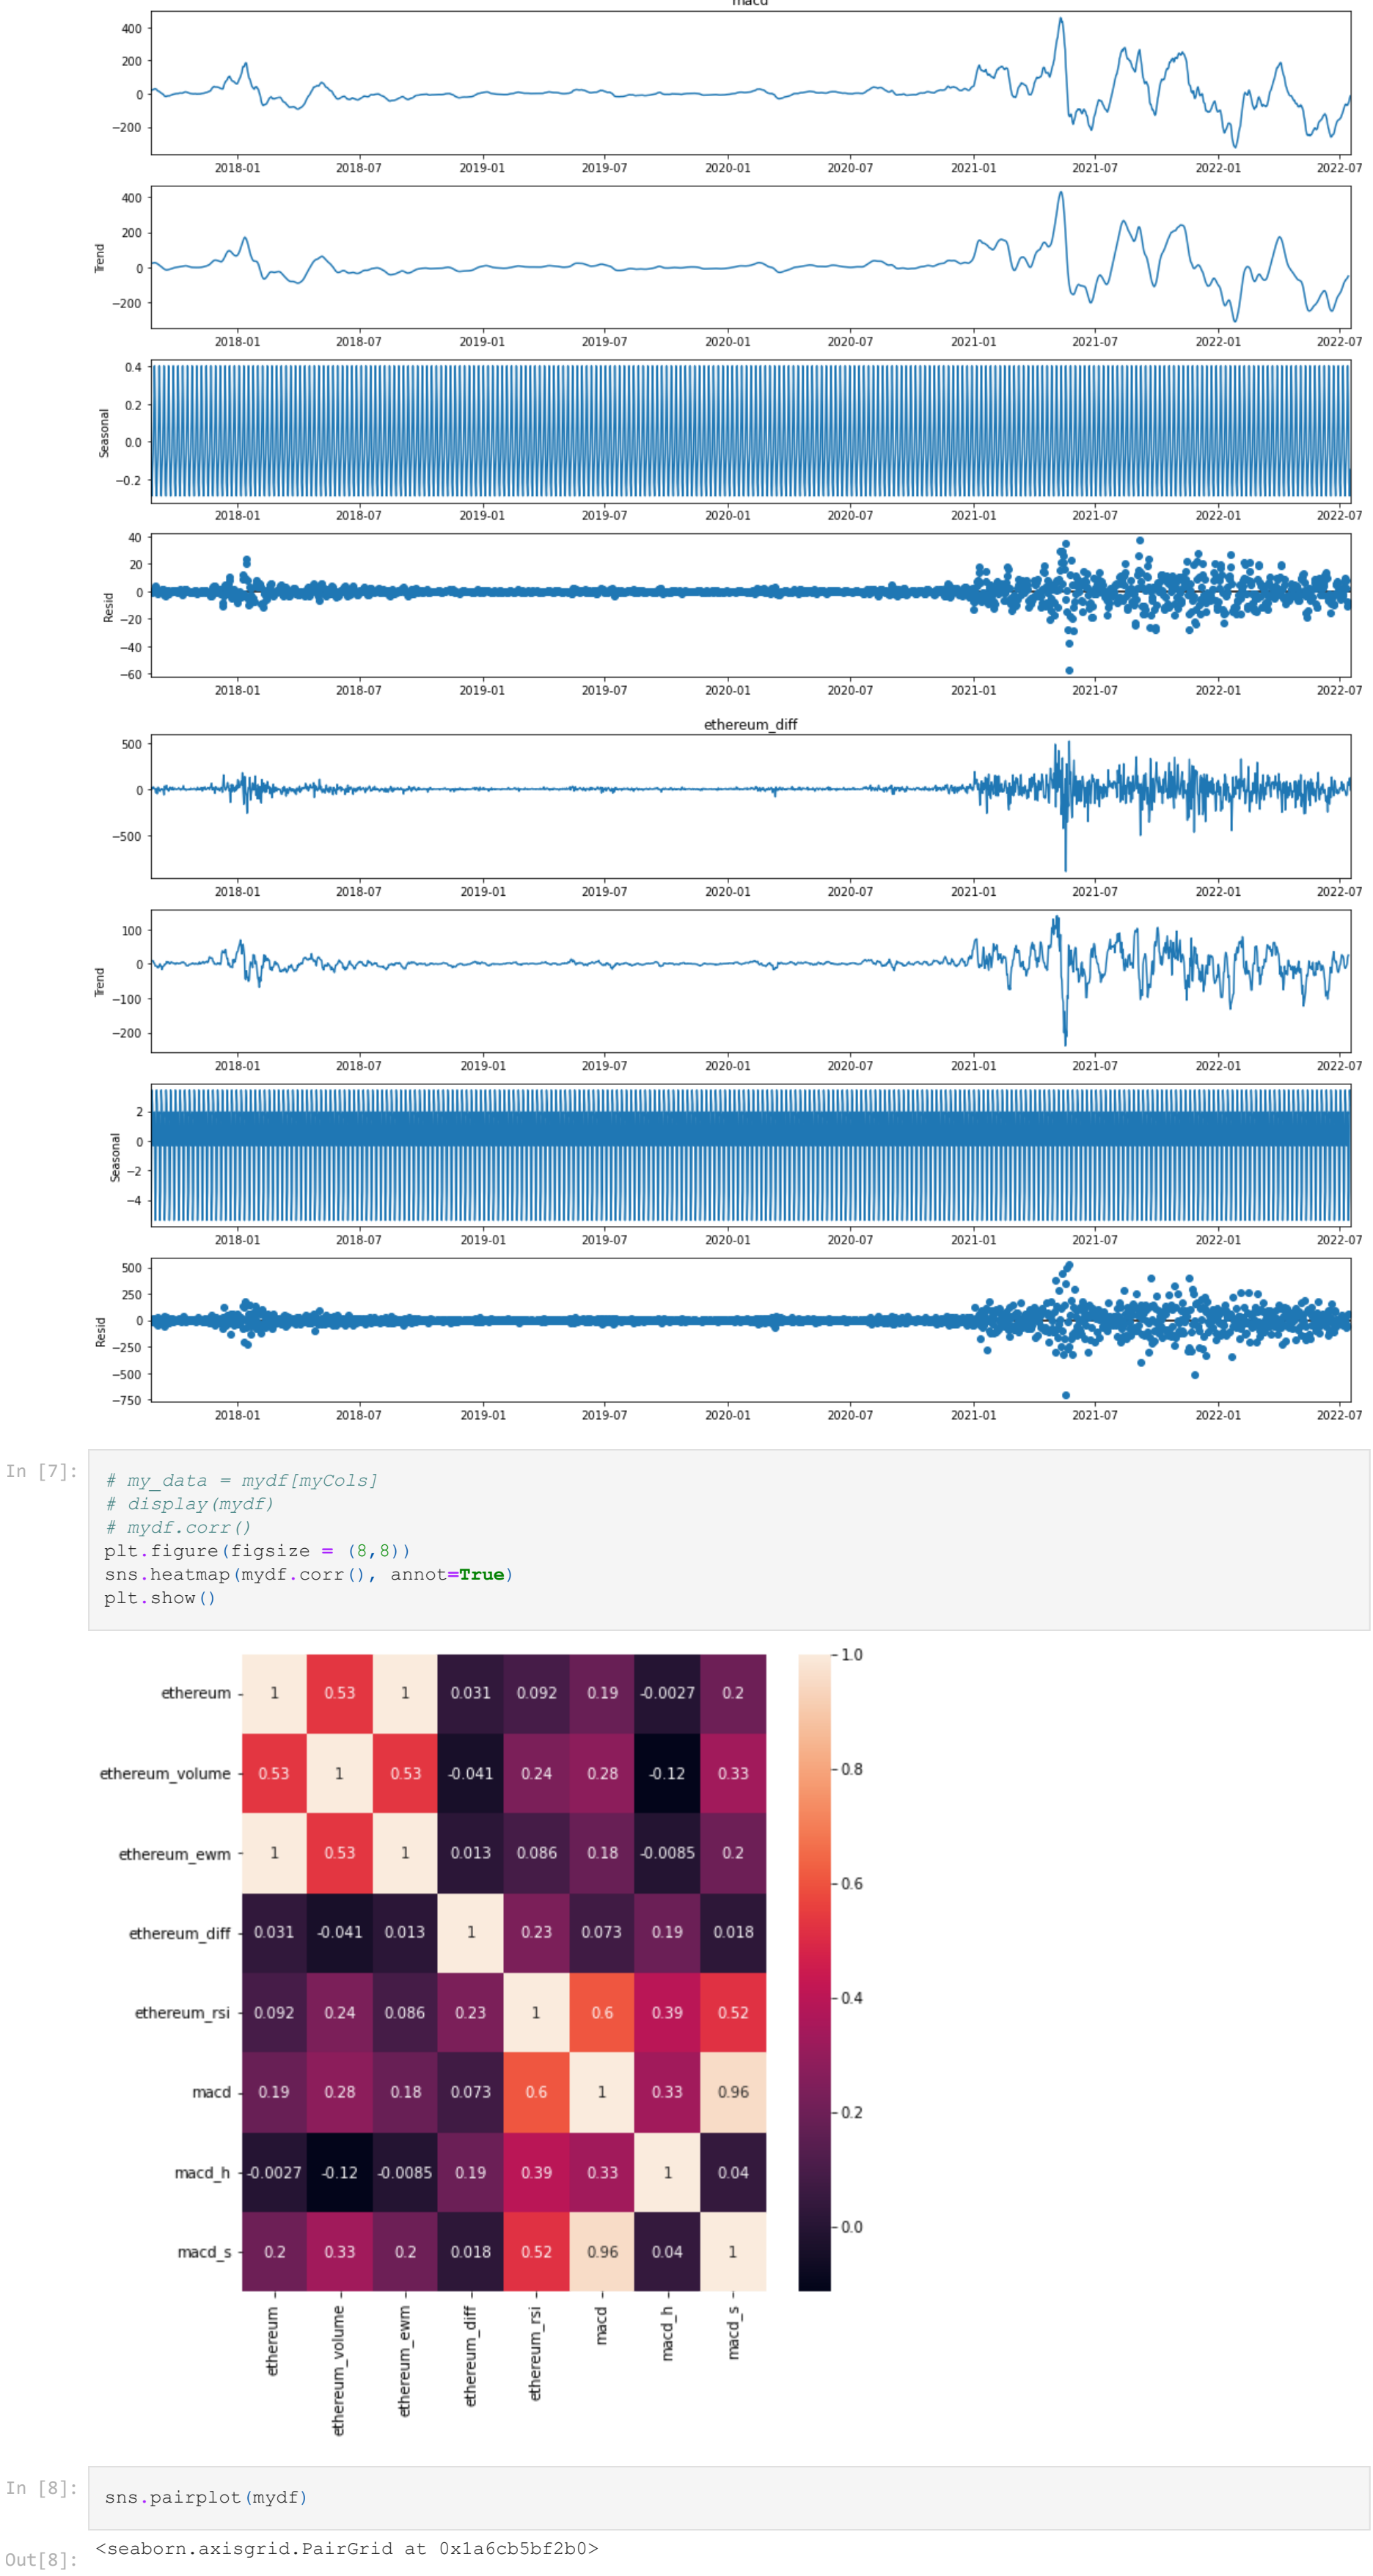 macd
400
200
0
−200
2018-01 2018-07 2019-01 2019-07 2020-01 2020-07 2021-01 2021-07 2022-01 2022-07
Trend
400
200
0
−200
2018-01 2018-07 2019-01 2019-07 2020-01 2020-07 2021-01 2021-07 2022-01 2022-07
Seasonal
0.4
0.2
0.0
−0.2
2018-01 2018-07 2019-01 2019-07 2020-01 2020-07 2021-01 2021-07 2022-01 2022-07
Resid
40
20
0
−20
−40
−60
2018-01 2018-07 2019-01 2019-07 2020-01 2020-07 2021-01 2021-07 2022-01 2022-07
ethereum_diff
500
0
−500
2018-01 2018-07 2019-01 2019-07 2020-01 2020-07 2021-01 2021-07 2022-01 2022-07
Trend
100
0
−100
−200
2018-01 2018-07 2019-01 2019-07 2020-01 2020-07 2021-01 2021-07 2022-01 2022-07
Seasonal
2
0
−2
−4
2018-01 2018-07 2019-01 2019-07 2020-01 2020-07 2021-01 2021-07 2022-01 2022-07
Resid
500
250
0
−250
−500
−750
2018-01 2018-07 2019-01 2019-07 2020-01 2020-07 2021-01 2021-07 2022-01 2022-07
In [7]:
# my_data = mydf[myCols]
# display(mydf)
# mydf.corr()
plt.figure(figsize = (8,8))
sns.heatmap(mydf.corr(), annot=True)
plt.show()
ethereum 1 0.53 1 0.031 0.092 0.19 -0.0027 0.2
ethereum_volume 0.53 1 0.53 -0.041 0.24 0.28 -0.12 0.33
ethereum_ewm 1 0.53 1 0.013 0.086 0.18 -0.0085 0.2
ethereum_diff 0.031 -0.041 0.013 1 0.23 0.073 0.19 0.018
ethereum_rsi 0.092 0.24 0.086 0.23 1 0.6 0.39 0.52
macd 0.19 0.28 0.18 0.073 0.6 1 0.33 0.96
macd_h -0.0027 -0.12 -0.0085 0.19 0.39 0.33 1 0.04
macd_s 0.2 0.33 0.2 0.018 0.52 0.96 0.04 1
ethereum
ethereum_volume
ethereum_ewm
ethereum_diff
ethereum_rsi
macd
macd_h
macd_s
1.0
0.8
0.6
0.4
0.2
0.0
In [8]:
sns.pairplot(mydf)
Out[8]:
<seaborn.axisgrid.PairGrid at 0x1a6cb5bf2b0>